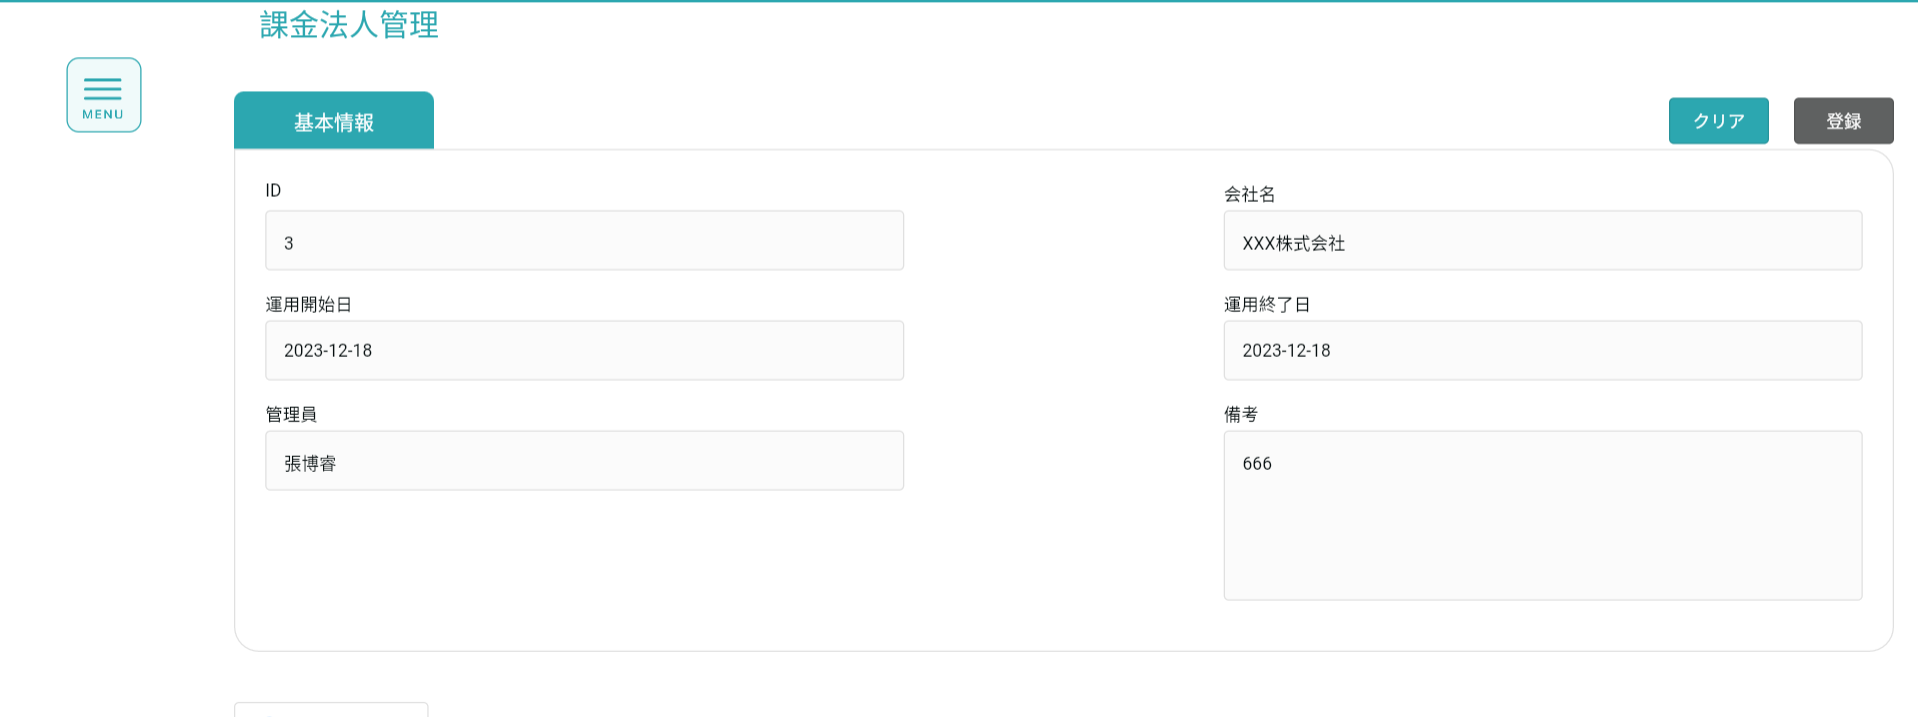 課金法人管理
MENU
基本情報
クリア
登録
ID
会社名
3
XXX株式会社
運用開始日
運用終了日
2023-12-18
2023-12-18
管理員
備考
張博睿
666